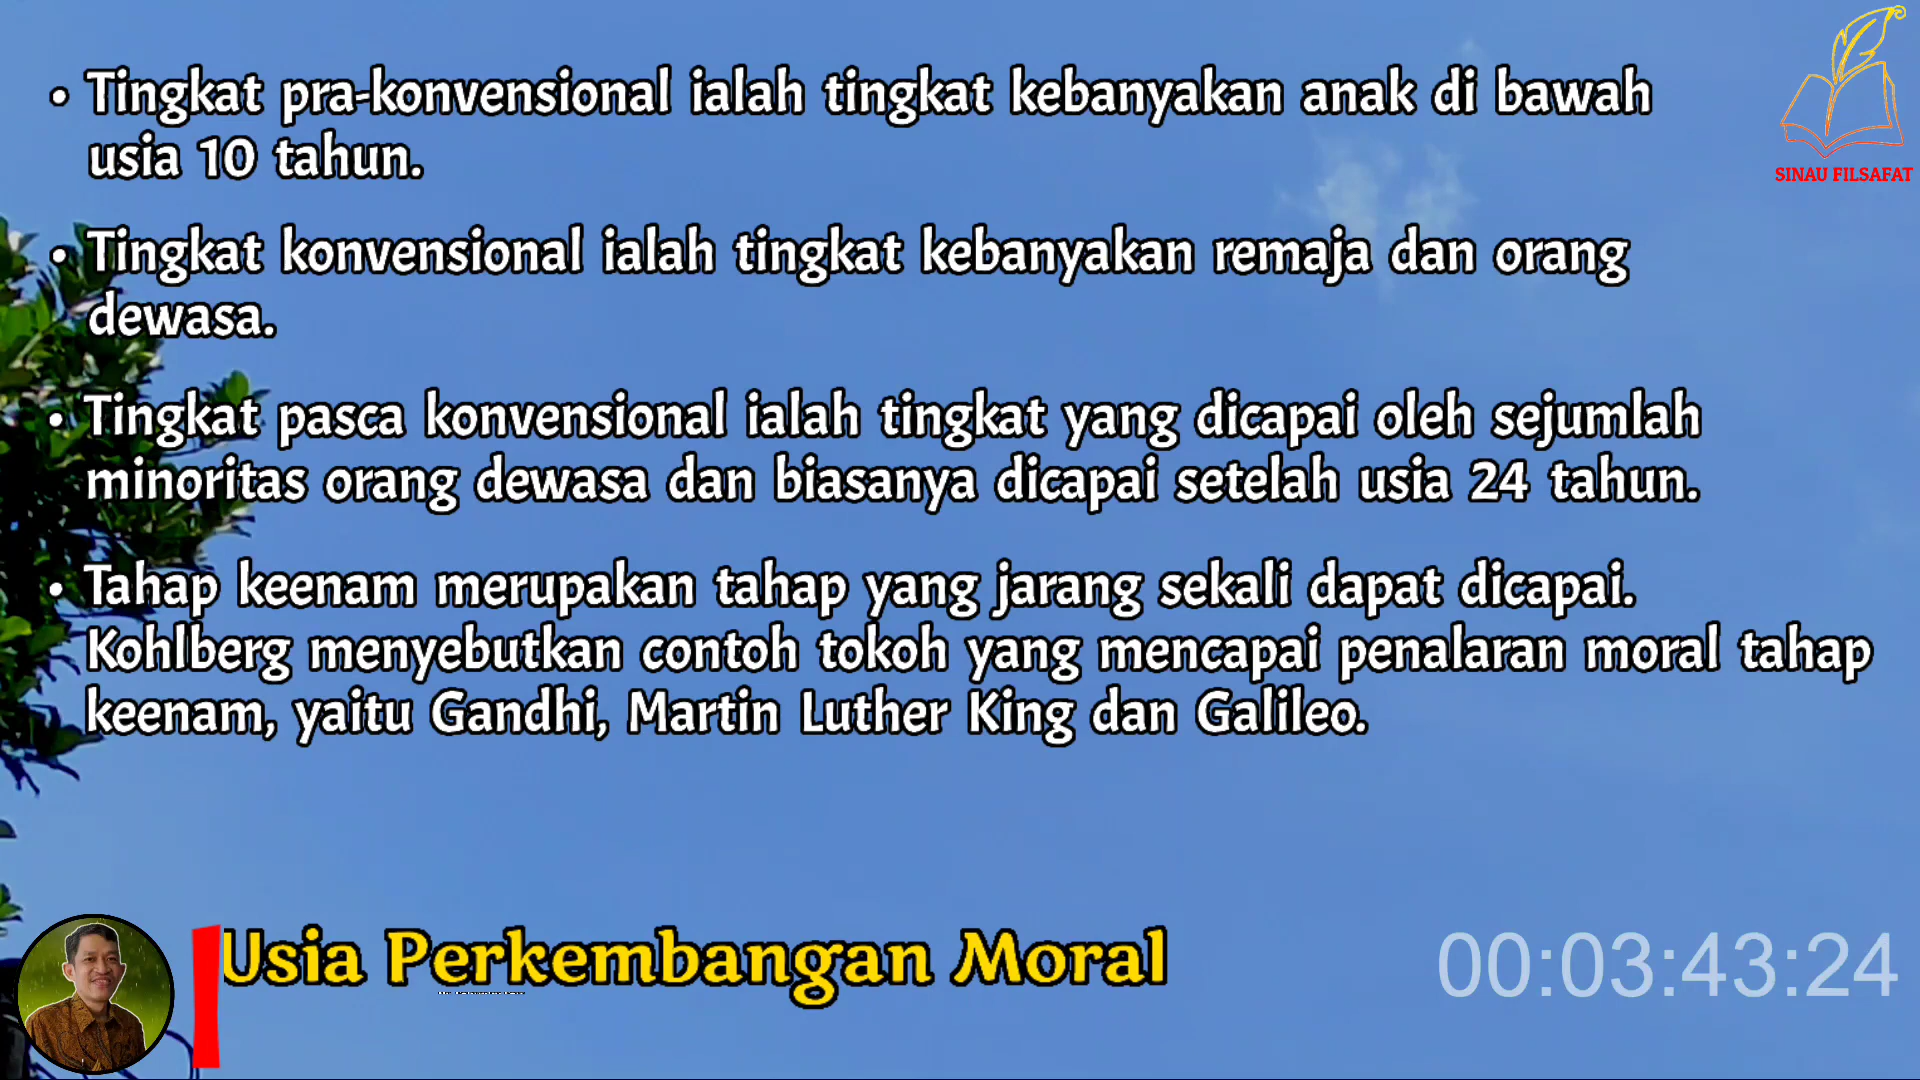 • Tingkat pra-konvensional ialah tingkat kebanyakan anak di bawah
usia 10 tahun.
• Tingkat konvensional ialah tingkat kebanyakan remaja dan orang
dewasa.
• Tingkat pasca konvensional ialah tingkat yang dicapai oleh sejumlah
minoritas orang dewasa dan biasanya dicapai setelah usia 24 tahun.
• Tahap keenam merupakan tahap yang jarang sekali dapat dicapai.
Kohlberg menyebutkan contoh tokoh yang mencapai penalaran moral tahap
keenam, yaitu Gandhi, Martin Luther King dan Galileo.
SINAU FILSAFAT
Usia Perkembangan Moral
00:03:43:24